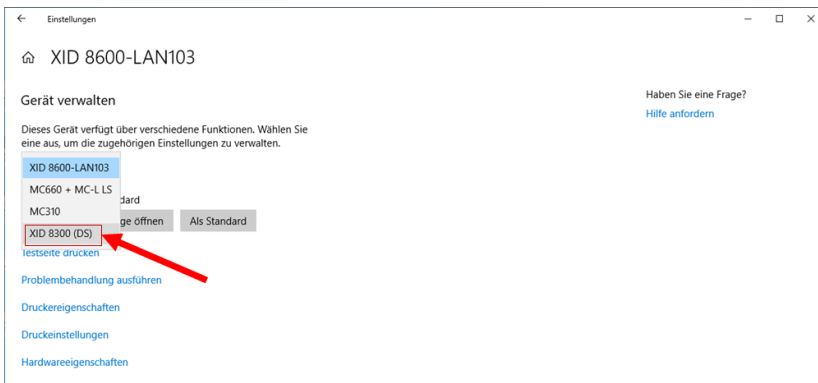 Einstellungen
XID 8600-LAN103
Gerät verwalten
Dieses Gerät verfügt über verschiedene Funktionen. Wählen Sie
eine aus, um die zugehörigen Einstellungen zu verwalten.
XID 8600-LAN103
MC660 + MC-L LS
MC310
XID 8300 (DS)
dard
ge öffnen
Als Standard
Testseite drucken
Problembehandlung ausführen
Druckereigenschaften
Druckeinstellungen
Hardwareeigenschaften
Haben Sie eine Frage?
Hilfe anfordern